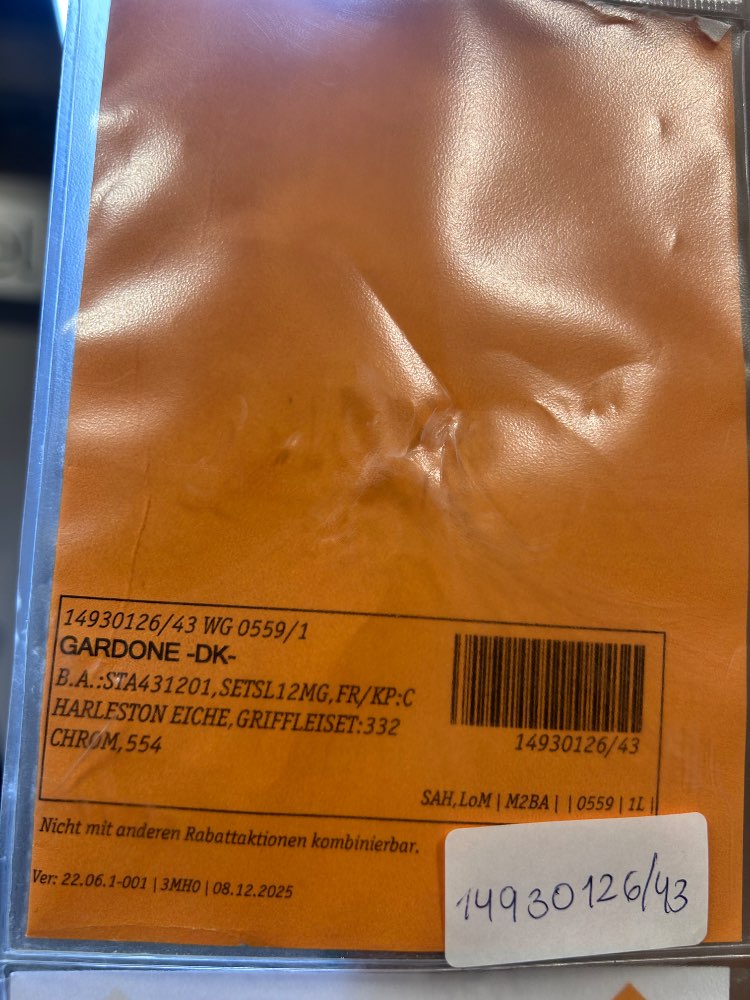 14930126/43 WG 0559/1
GARDONE -DK-
B.A.:STA431201,SETSL12MG,FR/KP:C
HARLESTON EICHE,GRIFFLEISET:332
CHROM,554
14930126/43
SAH,LoM | M2BA | | 0559 | 1L |
Nicht mit anderen Rabattaktionen kombinierbar.
Ver: 22.06.1-001 | 3MH0 | 08.12.2025
14930126/43